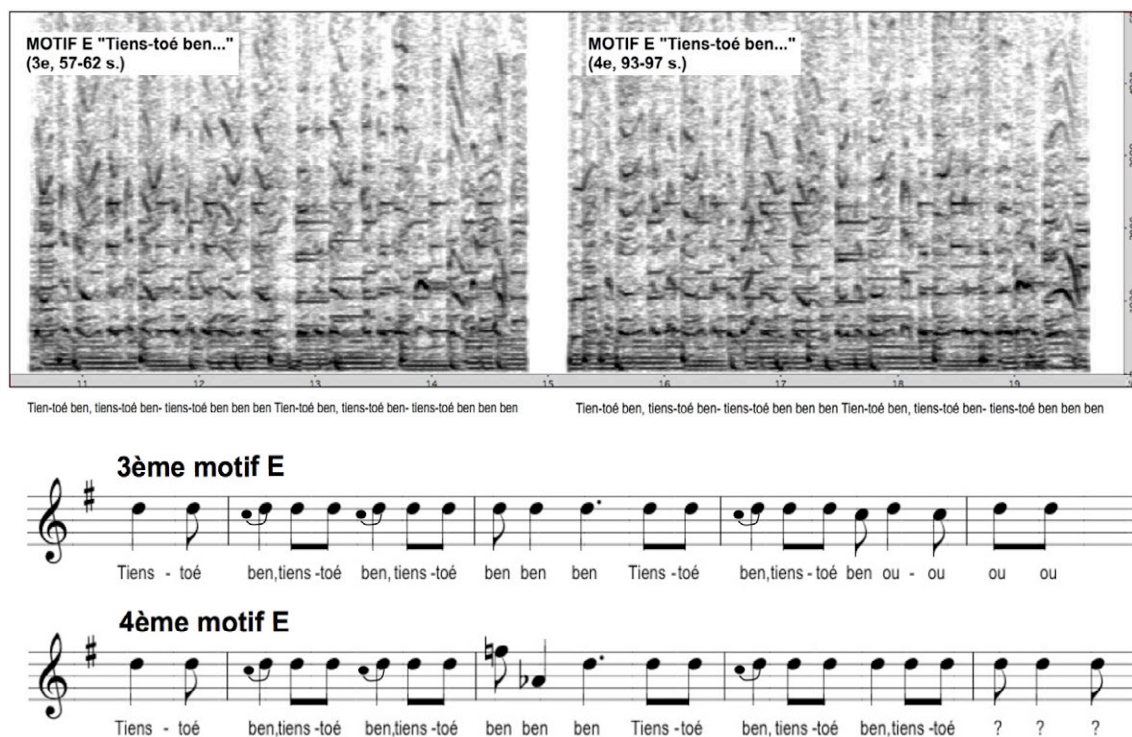 MOTIF E "Tiens-toé ben..."
(3e, 57-62 s.)
MOTIF E "Tiens-toé ben..."
(4e, 93-97 s.)
11 12 13 14 15 16 17 18 19
Tien-toé ben, tiens-toé ben- tiens-toé ben ben ben Tien-toé ben, tiens-toé ben- tiens-toé ben ben ben
Tien-toé ben, tiens-toé ben- tiens-toé ben ben ben Tien-toé ben, tiens-toé ben- tiens-toé ben ben ben
3ème motif E
Tiens - toé ben, tiens -toé ben, tiens -toé ben ben ben Tiens-toé ben, tiens-toé ben ou - ou ou ou
4ème motif E
Tiens - toé ben,tiens-toé ben,tiens-toé ben ben ben Tiens-toé ben, tiens-toé ben,tiens-toé ? ? ?